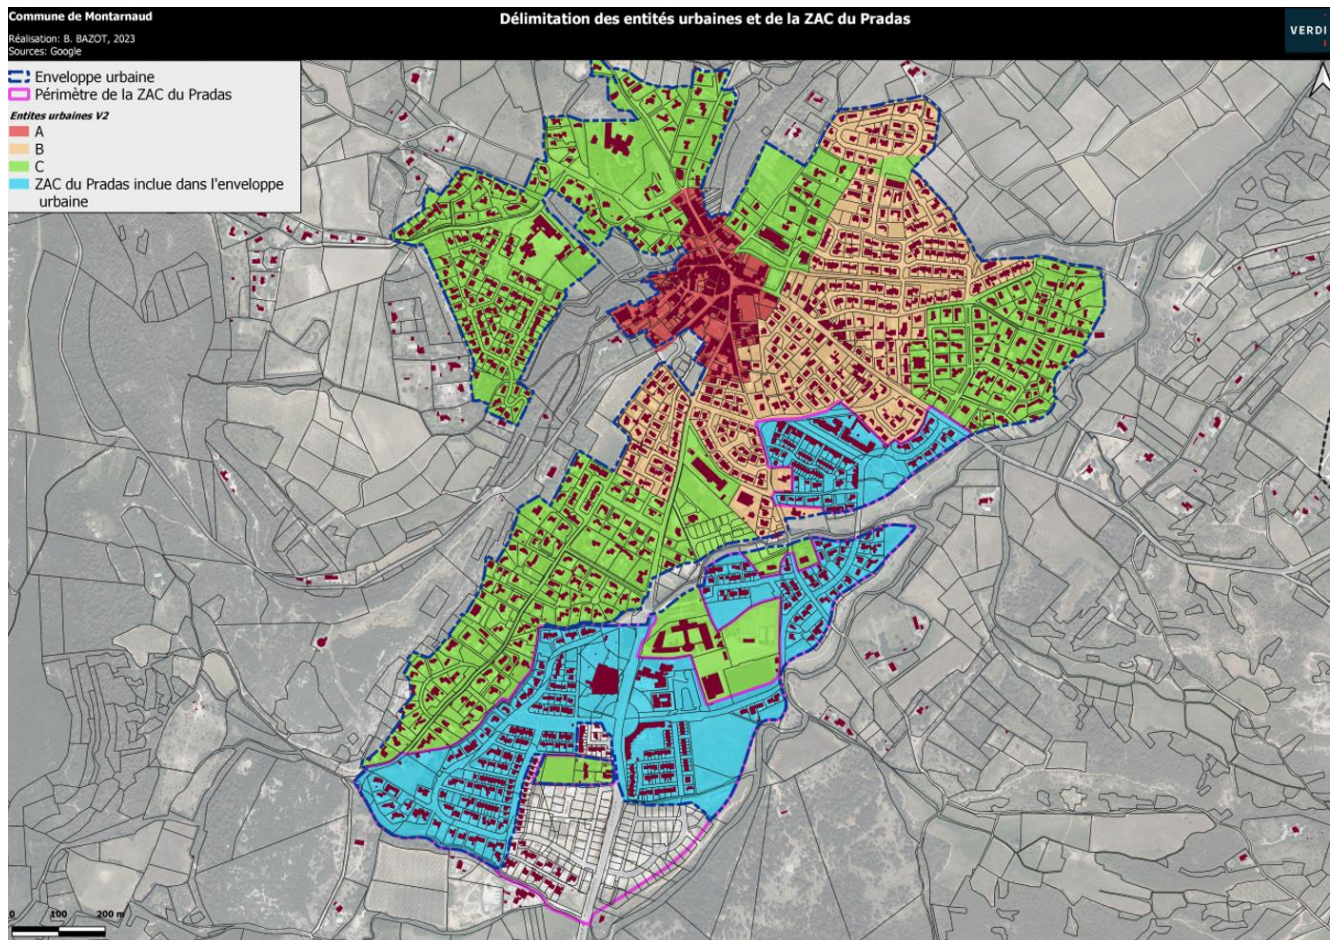 Commune de Montarnaud
Délimitation des entités urbaines et de la ZAC du Pradas
Réalisation: B. BAZOT, 2023
Sources: Google
VERDI
Enveloppe urbaine
Périmètre de la ZAC du Pradas
Entites urbaines V2
A
B
C
ZAC du Pradas inclue dans l'enveloppe
urbaine
0 100 200 m